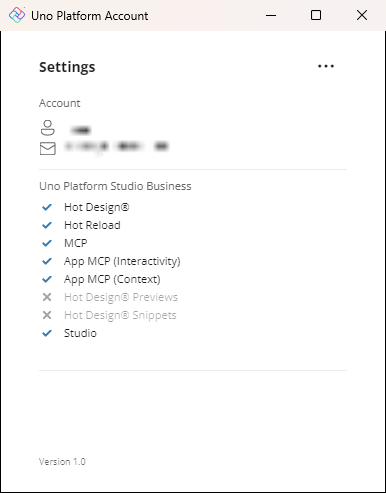 Uno Platform Account
Settings
Account
Uno Platform Studio Business
Hot Design®
Hot Reload
MCP
App MCP (Interactivity)
App MCP (Context)
Hot Design® Previews
Hot Design® Snippets
Studio
Version 1.0